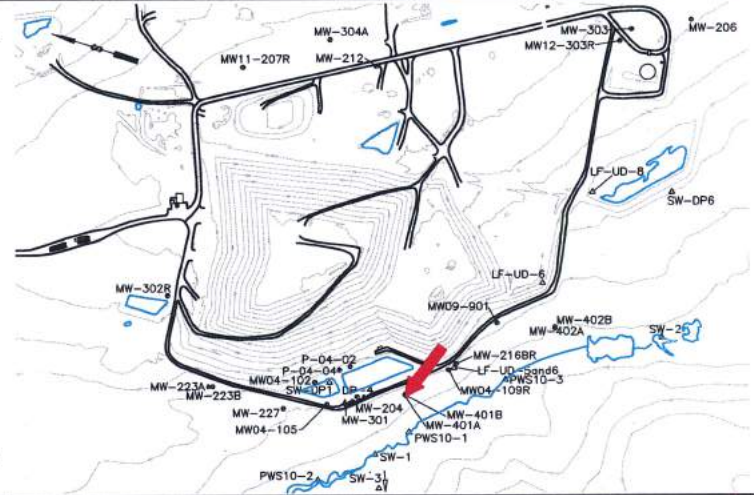 MW-304A
MW-303
MW-206
MW12-303R
MW11-207R
MW-212
LF-UD-8
SW-DP6
LF-UD-6
MW-302R
MW09-901
MW-402B
MW-402A
SW-2
P-04-02
MW-216BR
P-04-04
LF-UD-5and6
MW04-102
PWS10-3
MW-223A
SW-DP1
DP-4
MW04-109R
MW-223B
MW-204
MW-227
MW-401B
MW-301
MW04-105
MW-401A
PWS10-1
SW-1
PWS10-2
SW-3